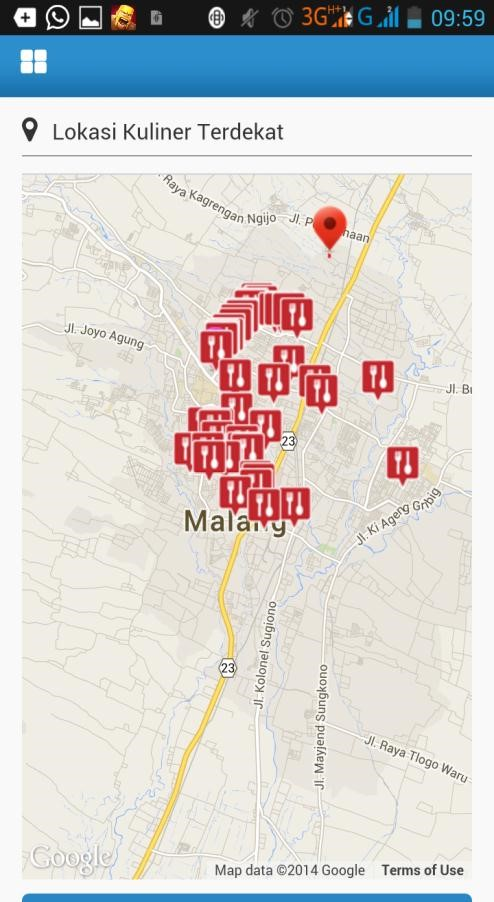 3G H+ 1 G 2 09:59
Lokasi Kuliner Terdekat
Raya Kagrengan Ngijo
Jl. P naan
Jl. Joyo Agung
Jl. Bu
23
Jl. Ki Ageng Gribig
Malang
23
Jl. Kolonel Sugiono
Jl. Mayjend Sungkono
Jl. Raya Tlogo Waru
Google
Map data ©2014 Google Terms of Use